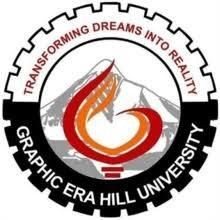 TRANSFORMING DREAMS INTO REALITY
GRAPHIC ERA HILL UNIVERSITY